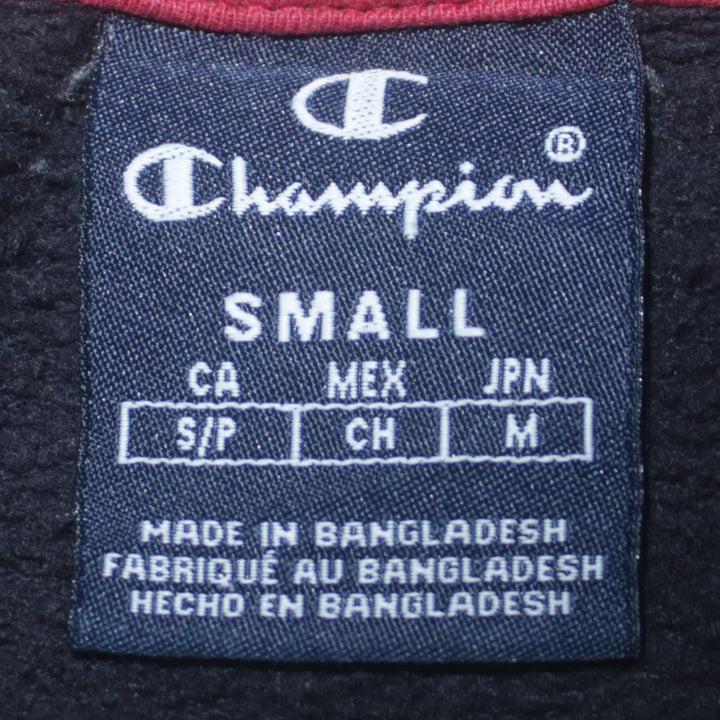 C
Champion®
SMALL
CA MEX JPN
S/P CH M
MADE IN BANGLADESH
FABRIQUÉ AU BANGLADESH
HECHO EN BANGLADESH